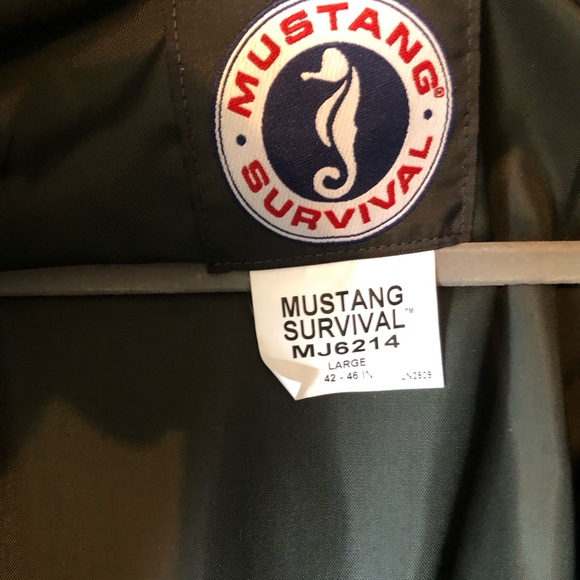 MUSTANG®
SURVIVAL
MUSTANG
SURVIVAL™
MJ6214
LARGE
42 - 46 IN